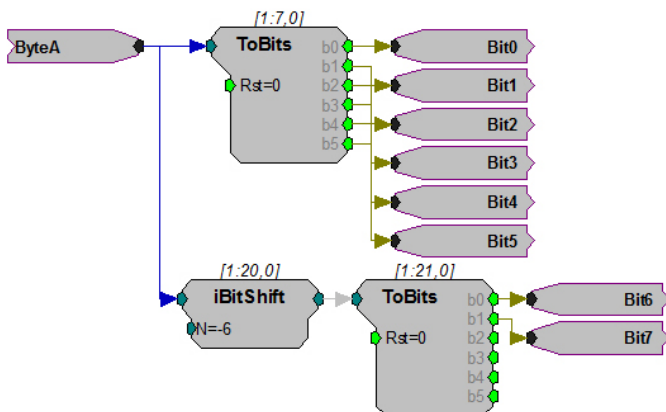 [1:7,0]
ByteA
ToBits
b0
Bit0
b1
Rst=0
b2
Bit1
b3
b4
Bit2
b5
Bit3
Bit4
Bit5
[1:20,0]
[1:21,0]
iBitShift
ToBits
b0
Bit6
N=-6
b1
Rst=0
b2
Bit7
b3
b4
b5